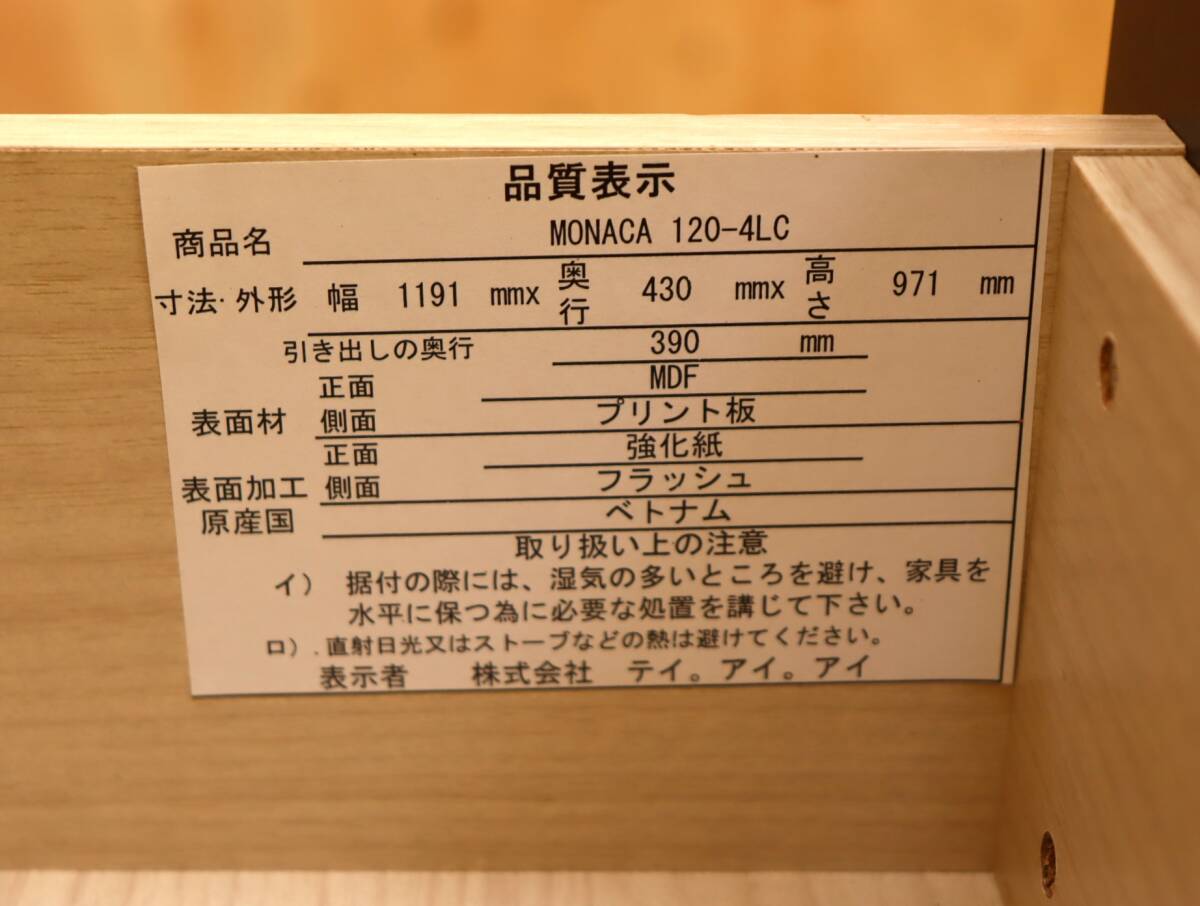 品質表示
商品名 MONACA 120-4LC
寸法・外形 幅 1191 mmx 奥行 430 mmx 高さ 971 mm
引き出しの奥行 390 mm
正面 MDF
表面材 側面 プリント板
正面 強化紙
表面加工 側面 フラッシュ
原産国 ベトナム
取り扱い上の注意
イ) 据付の際には、湿気の多いところを避け、家具を
水平に保つ為に必要な処置を講じて下さい。
ロ).直射日光又はストーブなどの熱は避けてください。
表示者 株式会社 テイ。アイ。アイ